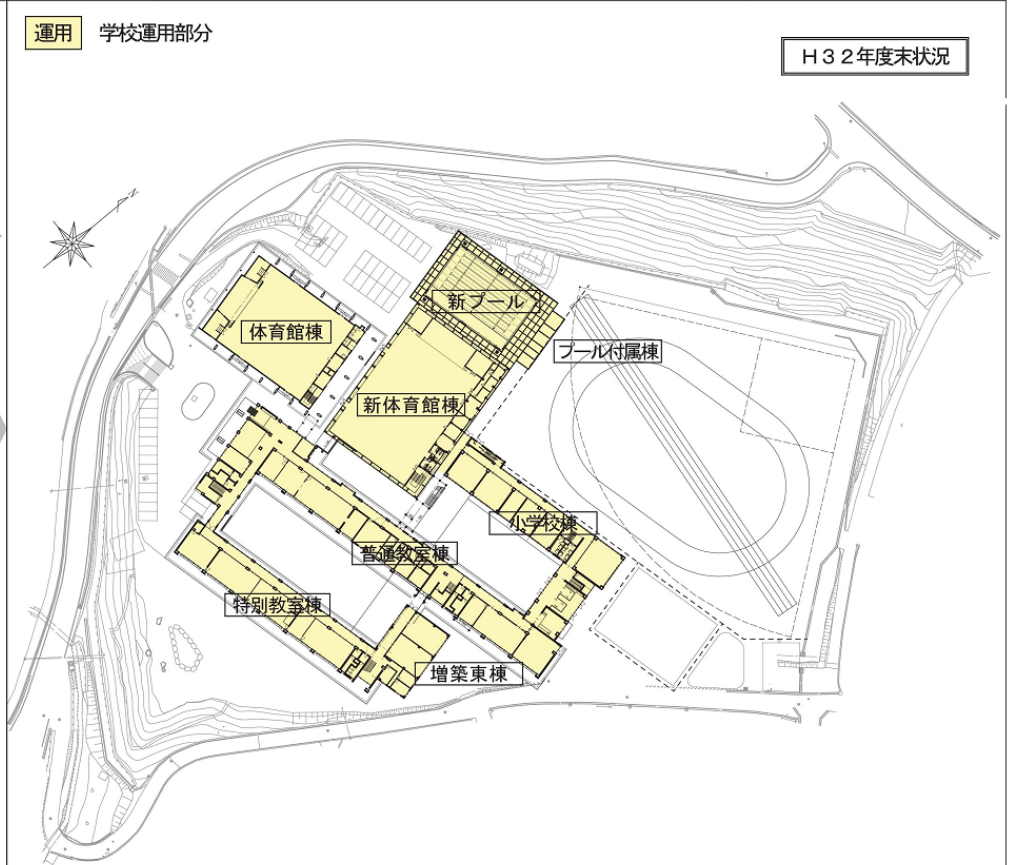 運用 学校運用部分
H32年度末状況
N
新プール
体育館棟
プール付属棟
新体育館棟
小学校棟
普通教室棟
特別教室棟
増築東棟